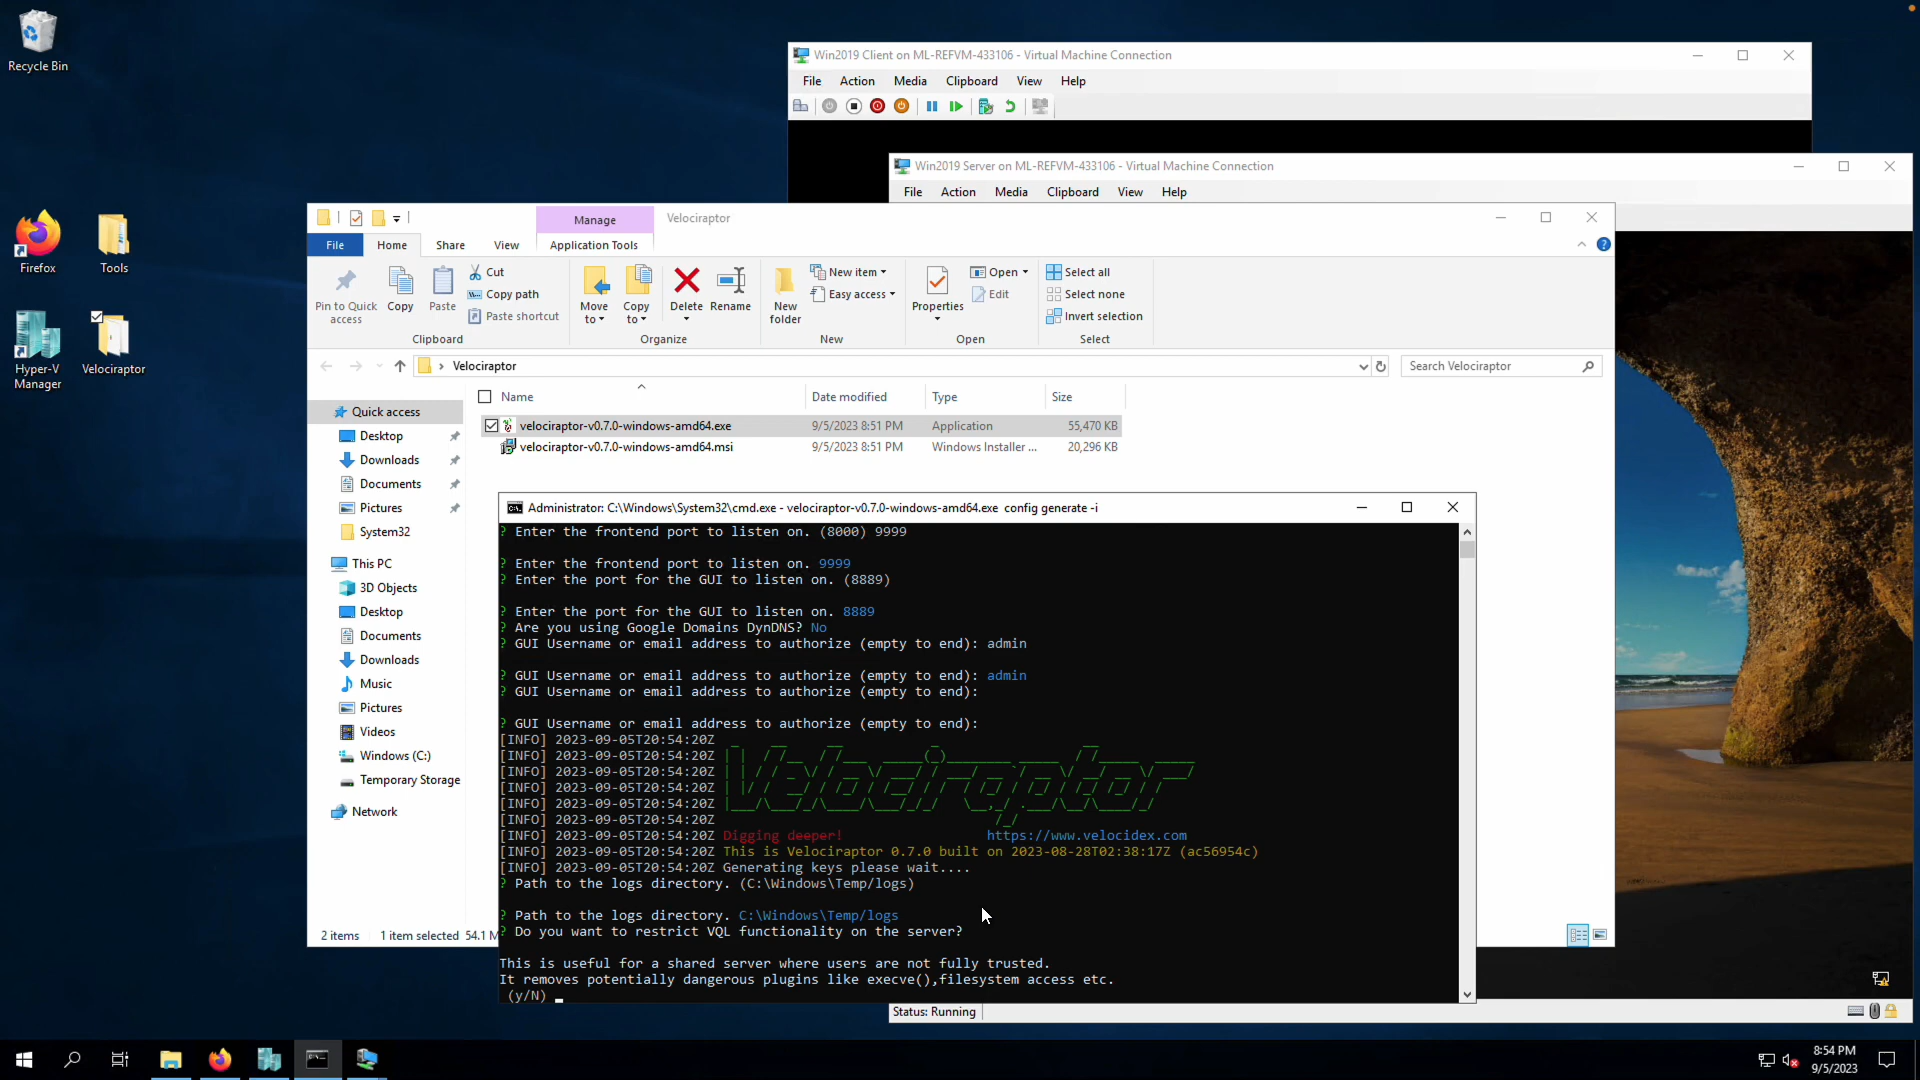 Recycle Bin
Firefox
Tools
Hyper-V
Manager
Velociraptor
Win2019 Client on ML-REFVM-433106 - Virtual Machine Connection
File Action Media Clipboard View Help
Win2019 Server on ML-REFVM-433106 - Virtual Machine Connection
File Action Media Clipboard View Help
Manage Velociraptor
File Home Share View Application Tools
Pin to Quick
access
Copy
Paste
Cut
Copy path
Paste shortcut
Clipboard
Move
to
Copy
to
Delete
Rename
Organize
New
folder
New item
Easy access
New
Properties
Open
Edit
Open
Select all
Select none
Invert selection
Select
Velociraptor
Search Velociraptor
Name Date modified Type Size
velociraptor-v0.7.0-windows-amd64.exe 9/5/2023 8:51 PM Application 55,470 KB
velociraptor-v0.7.0-windows-amd64.msi 9/5/2023 8:51 PM Windows Installer ... 20,296 KB
Quick access
Desktop
Downloads
Documents
Pictures
System32
This PC
3D Objects
Desktop
Documents
Downloads
Music
Pictures
Videos
Windows (C:)
Temporary Storage
Network
2 items 1 item selected 54.1 M
Administrator: C:\Windows\System32\cmd.exe - velociraptor-v0.7.0-windows-amd64.exe config generate -i
? Enter the frontend port to listen on. (8000) 9999
? Enter the frontend port to listen on. 9999
? Enter the port for the GUI to listen on. (8889)
? Enter the port for the GUI to listen on. 8889
? Are you using Google Domains DynDNS? No
? GUI Username or email address to authorize (empty to end): admin
? GUI Username or email address to authorize (empty to end): admin
? GUI Username or email address to authorize (empty to end):
? GUI Username or email address to authorize (empty to end):
[INFO] 2023-09-05T20:54:20Z
[INFO] 2023-09-05T20:54:20Z
[INFO] 2023-09-05T20:54:20Z Velociraptor
[INFO] 2023-09-05T20:54:20Z
[INFO] 2023-09-05T20:54:20Z
[INFO] 2023-09-05T20:54:20Z
[INFO] 2023-09-05T20:54:20Z Digging deeper! https://www.velocidex.com
[INFO] 2023-09-05T20:54:20Z This is Velociraptor 0.7.0 built on 2023-08-28T02:38:17Z (ac56954c)
[INFO] 2023-09-05T20:54:20Z Generating keys please wait....
? Path to the logs directory. (C:\Windows\Temp/logs)
? Path to the logs directory. C:\Windows\Temp/logs
? Do you want to restrict VQL functionality on the server?
This is useful for a shared server where users are not fully trusted.
It removes potentially dangerous plugins like execve(),filesystem access etc.
(y/N)
Status: Running
8:54 PM
9/5/2023